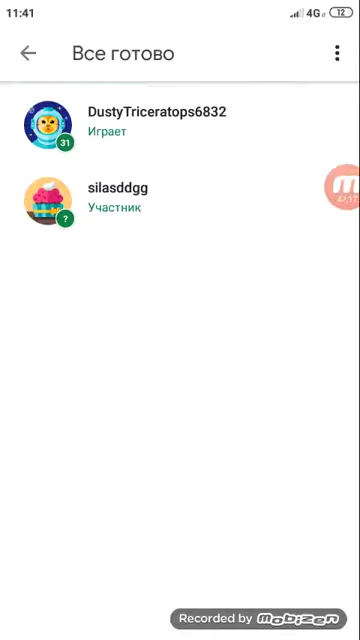 11:41
4G
12
Все готово
DustyTriceratops6832
Играет
31
silasddgg
Участник
?
Recorded by mobizen